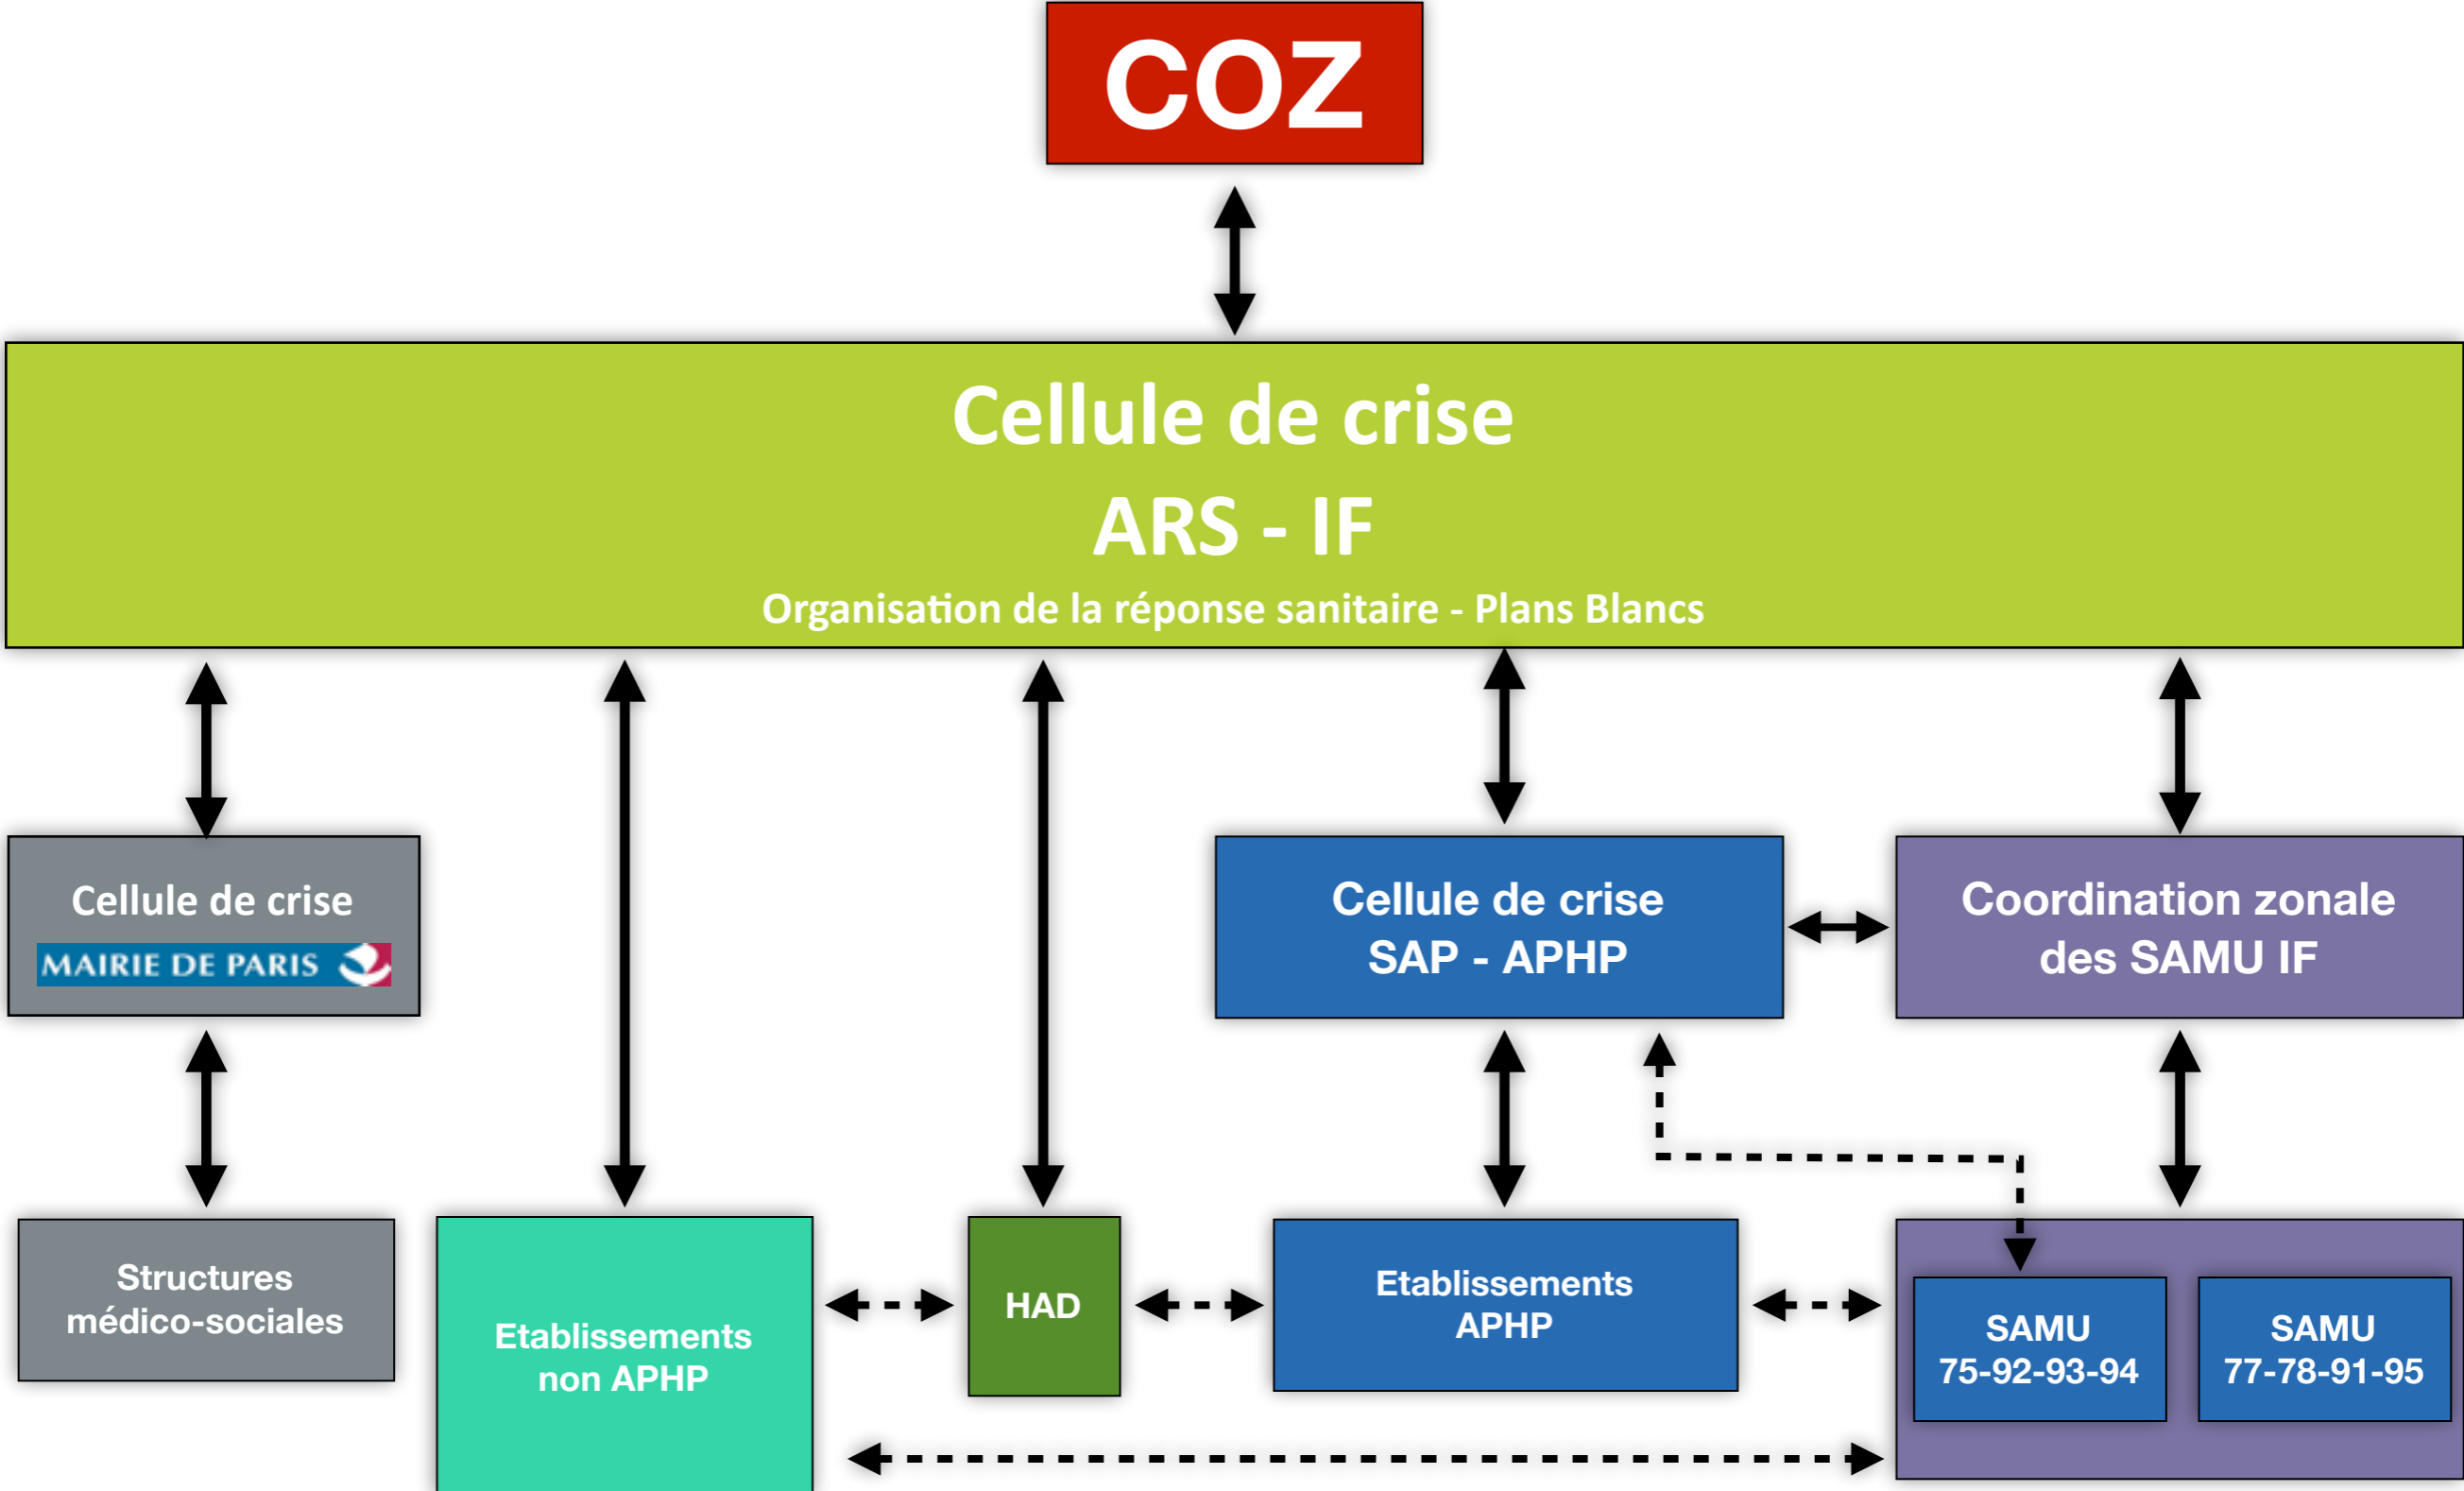 COZ
Cellule de crise
ARS - IF
Organisation de la réponse sanitaire - Plans Blancs
Cellule de crise
MAIRIE DE PARIS
Cellule de crise
SAP - APHP
Coordination zonale
des SAMU IF
Structures
médico-sociales
Etablissements
non APHP
HAD
Etablissements
APHP
SAMU
75-92-93-94
SAMU
77-78-91-95